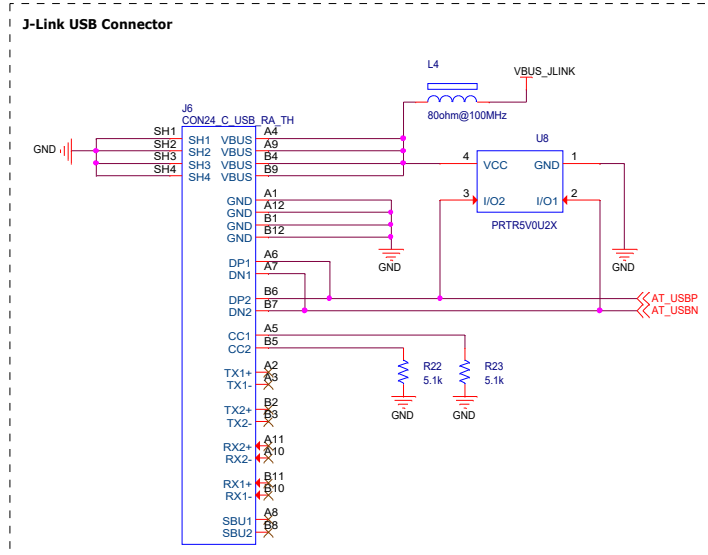 J-Link USB Connector
L4
VBUS_JLINK
80ohm@100MHz
J6
CON24_C_USB_RA_TH
U8
GND
SH1 SH1 VBUS A4
SH2 SH2 VBUS A9
SH3 SH3 VBUS B4
SH4 SH4 VBUS B9
4 VCC GND 1
3 I/O2 I/O1 2
PRTR5V0U2X
GND A1
GND A12
GND B1
GND B12
GND
GND
DP1 A6
DN1 A7
DP2 B6 AT_USBP
DN2 B7 AT_USBN
CC1 A5
CC2 B5
R22
5.1k
R23
5.1k
GND
GND
TX1+ A2
TX1- A3
TX2+ B2
TX2- B3
RX2+ A11
RX2- A10
RX1+ B11
RX1- B10
SBU1 A8
SBU2 B8